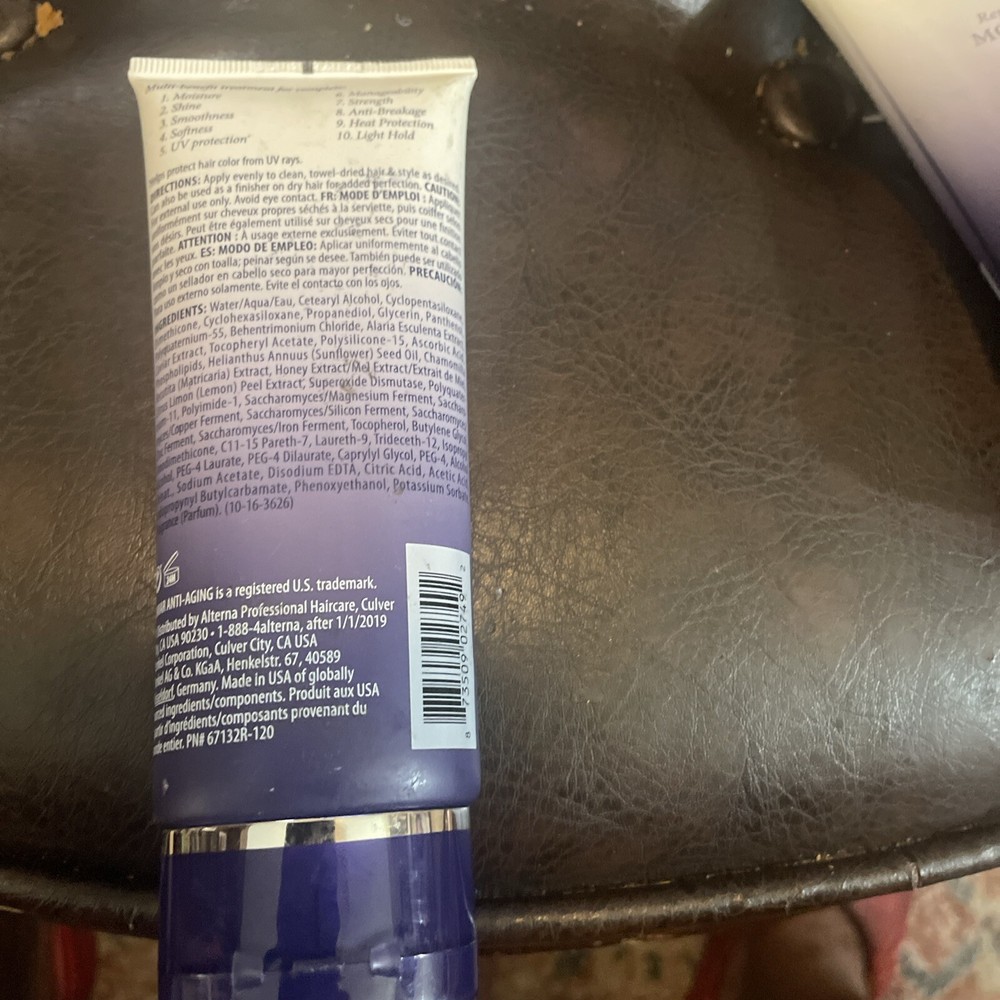 Multi-benefit treatment for complete:
1. Moisture
2. Shine
3. Smoothness
4. Softness
5. UV protection*
6. Manageability
7. Strength
8. Anti-Breakage
9. Heat Protection
10. Light Hold
protect hair color from UV rays.
DIRECTIONS: Apply evenly to clean, towel-dried hair & style as desired.
also be used as a finisher on dry hair for added perfection. CAUTION:
external use only. Avoid eye contact. FR: MODE D'EMPLOI : Appliquer
sur cheveux propres séchés à la serviette, puis coiffer
désirs. Peut être également utilisé sur cheveux secs pour une
ATTENTION : A usage externe exclusivement. Eviter tout contact
les yeux. ES: MODO DE EMPLEO: Aplicar uniformemente al cabello
y seco con toalla; peinar según se desee. También puede ser
un sellador en cabello seco para mayor perfección. PRECAUCIÓN:
uso externo solamente. Evite el contacto con los ojos.
INGREDIENTS: Water/Aqua/Eau, Cetearyl Alcohol, Cyclopentasiloxane,
Cyclohexasiloxane, Propanediol, Glycerin,
Behentrimonium Chloride, Alaria Esculenta
Extract, Tocopheryl Acetate, Polysilicone-15, Ascorbic
Helianthus Annuus (Sunflower) Seed Oil,
(Matricaria) Extract, Honey Extract/Mel Extract/Extrait de
Limon (Lemon) Peel Extract, Superoxide Dismutase,
-11, Polyimide-1, Saccharomyces/Magnesium Ferment,
Ferment, Saccharomyces/Silicon Ferment,
Ferment, Saccharomyces/Iron Ferment, Tocopherol, Butylene
C11-15 Pareth-7, Laureth-9, Trideceth-12,
PEG-4 Laurate, PEG-4 Dilaurate, Caprylyl Glycol, PEG-4,
Sodium Acetate, Disodium EDTA, Citric Acid, Acetic
Butylcarbamate, Phenoxyethanol, Potassium
(Parfum). (10-16-3626)
24M
ANTI-AGING is a registered U.S. trademark.
by Alterna Professional Haircare, Culver
CA USA 90230 • 1-888-4alterna, after 1/1/2019
Corporation, Culver City, CA USA
AG & Co. KGaA, Henkelstr. 67, 40589
Germany. Made in USA of globally
ingredients/components. Produit aux USA
d'ingrédients/composants provenant du
entier. PN# 67132R-120
8 73509 02749 2